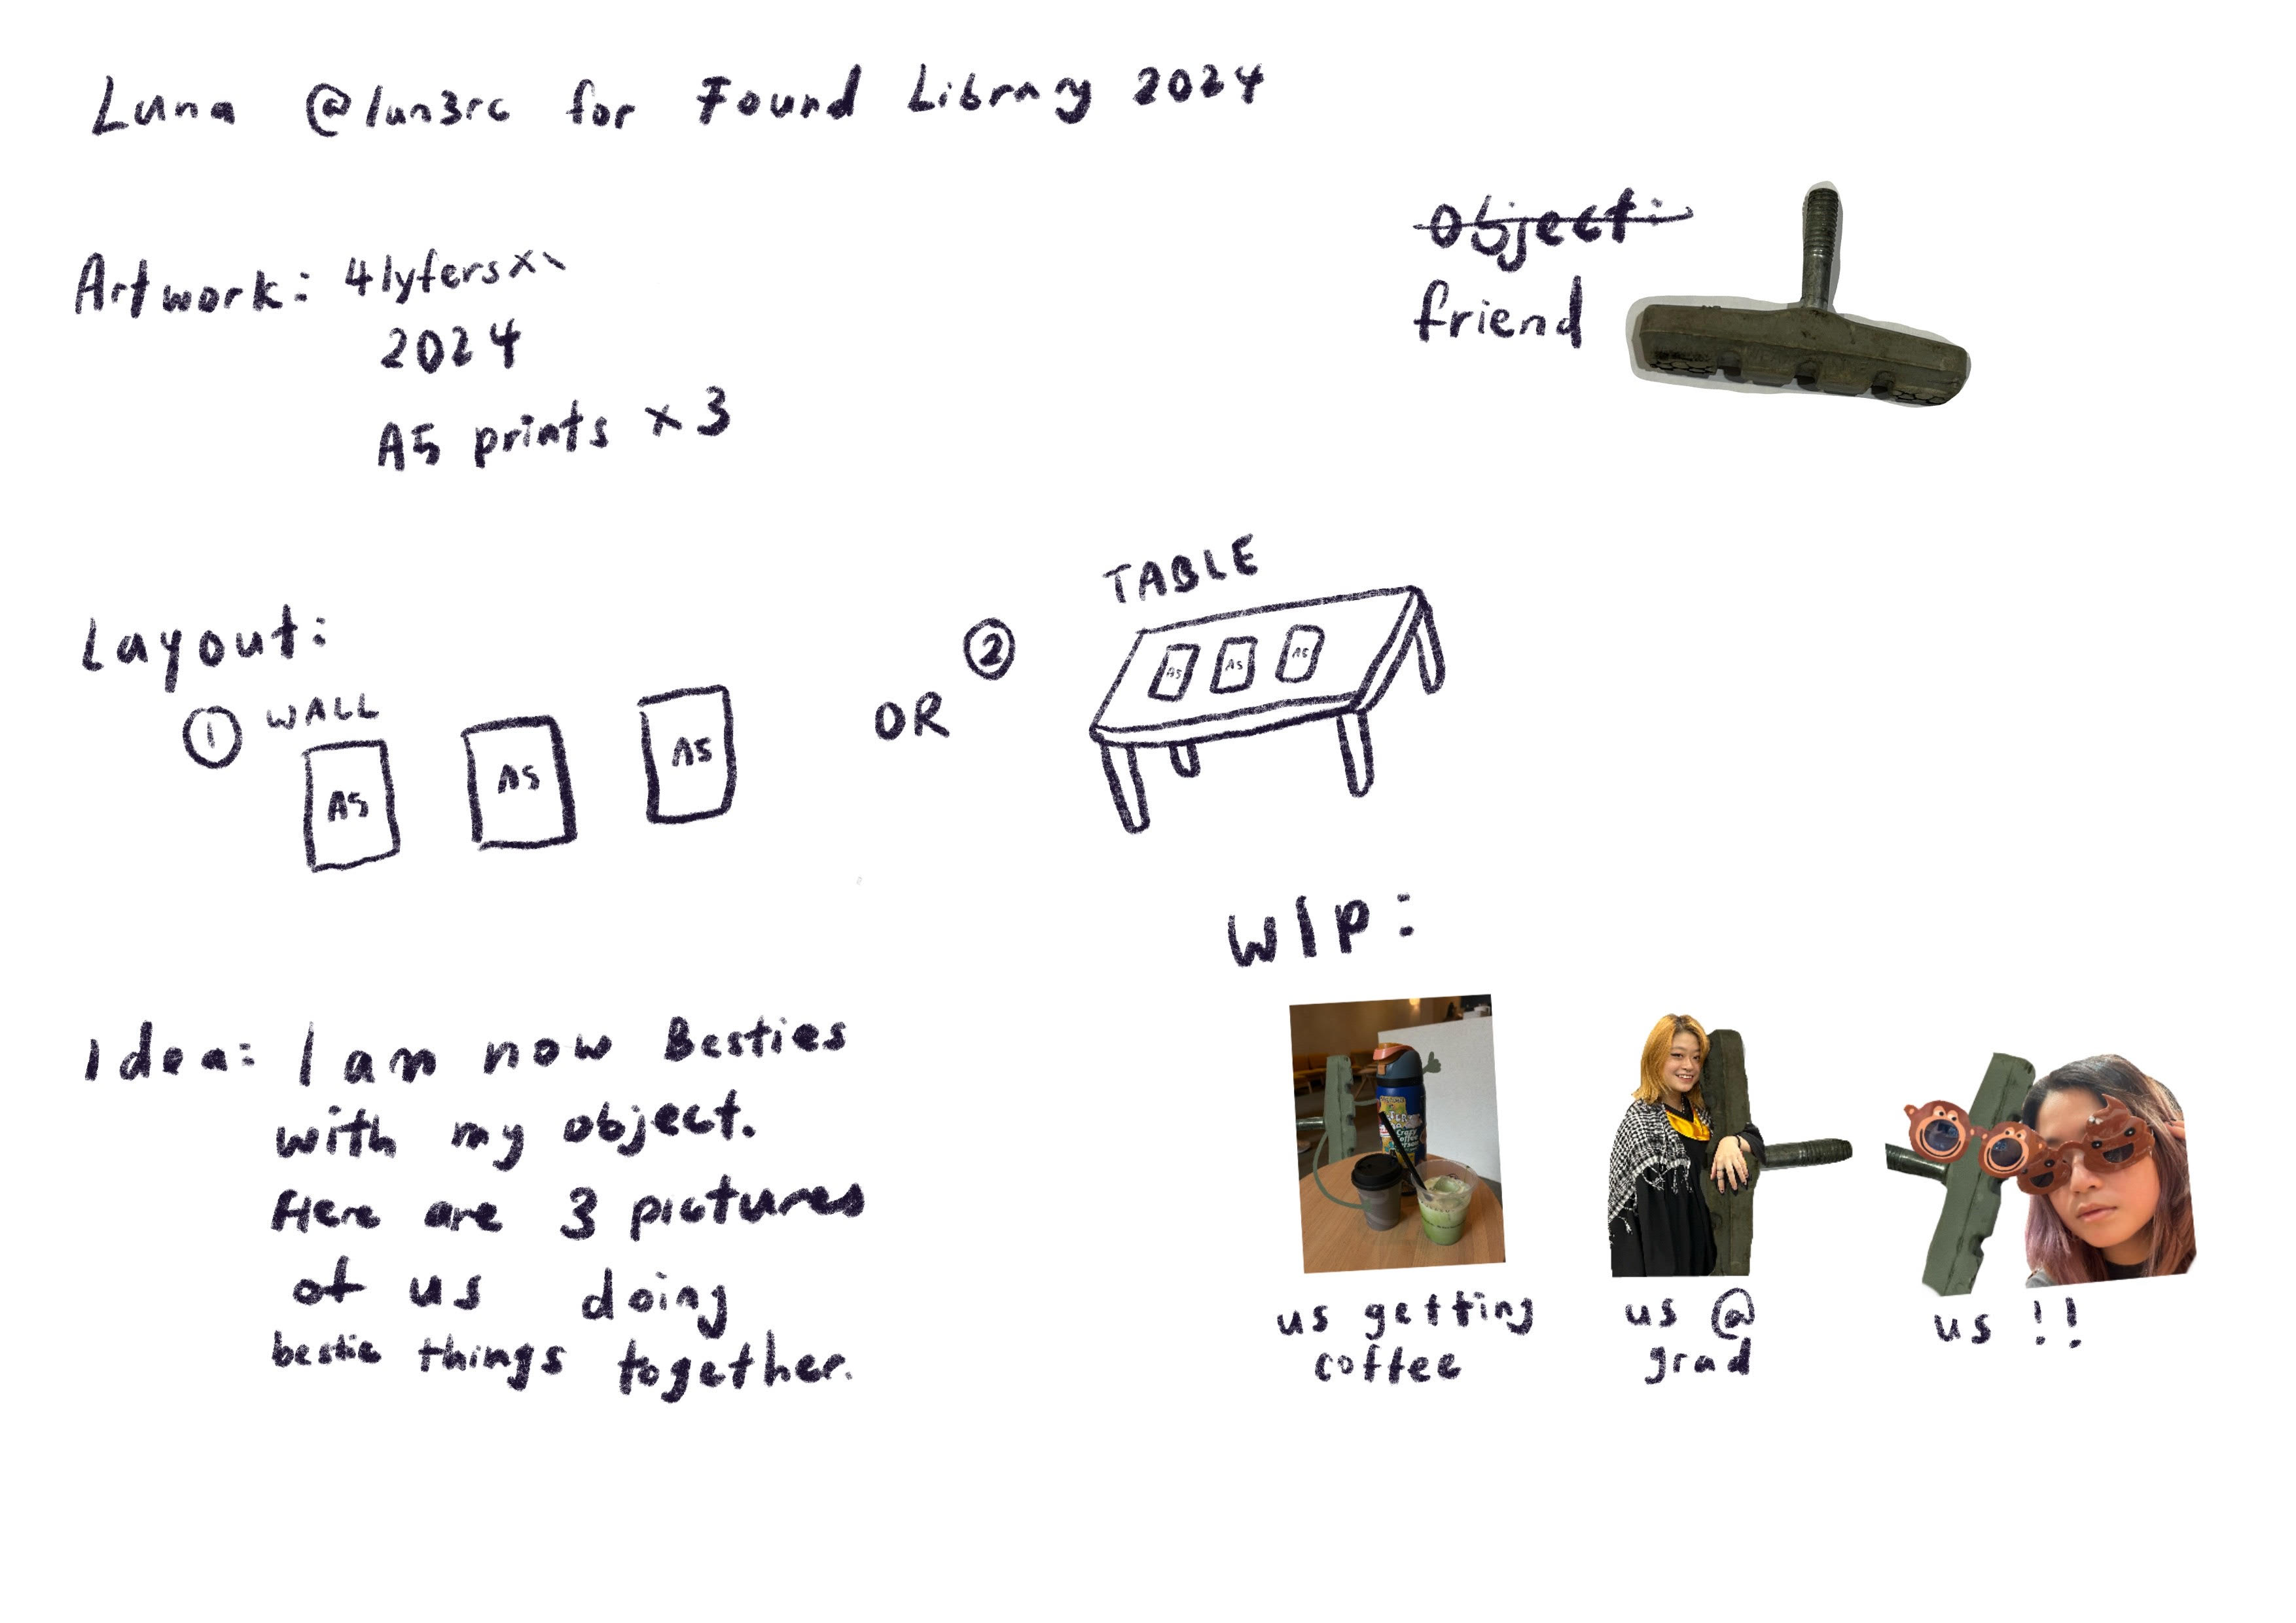 Luna @lun3rc for Found Library 2024
Object:
friend
Artwork: 4lyfersxx
2024
A5 prints x 3
Layout:
① WALL
A5
A5
A5
OR
②
TABLE
A5
A5
A5
Idea: I am now Besties
with my object.
Here are 3 pictures
of us doing
bestie things together.
WIP:
us getting
coffee
us @
grad
us !!